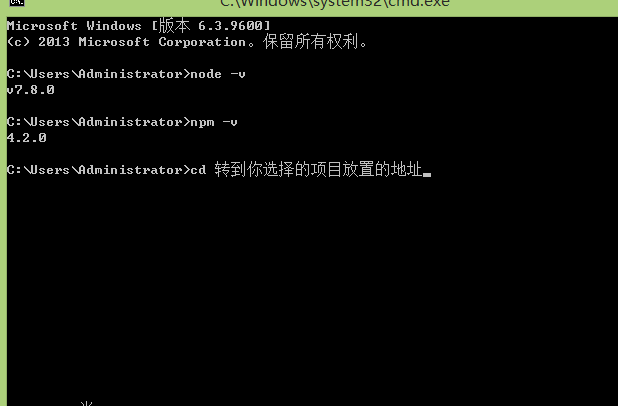 C:\Windows\system32\cmd.exe
Microsoft Windows [版本 6.3.9600]
(c) 2013 Microsoft Corporation。保留所有权利。
C:\Users\Administrator>node -v
v7.8.0
C:\Users\Administrator>npm -v
4.2.0
C:\Users\Administrator>cd 转到你选择的项目放置的地址